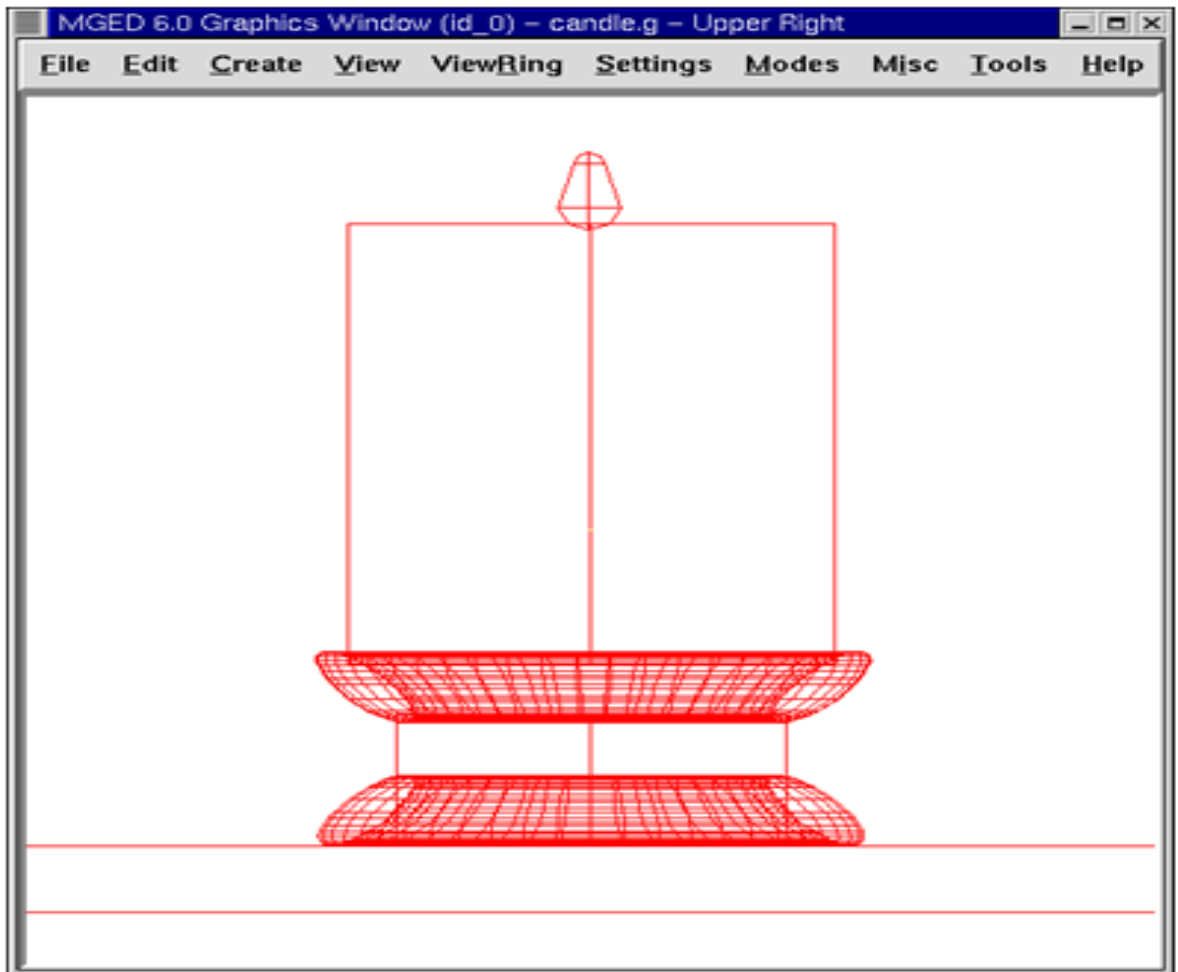 MGED 6.0 Graphics Window (id_0) – candle.g – Upper Right
File Edit Create View ViewRing Settings Modes Misc Tools Help